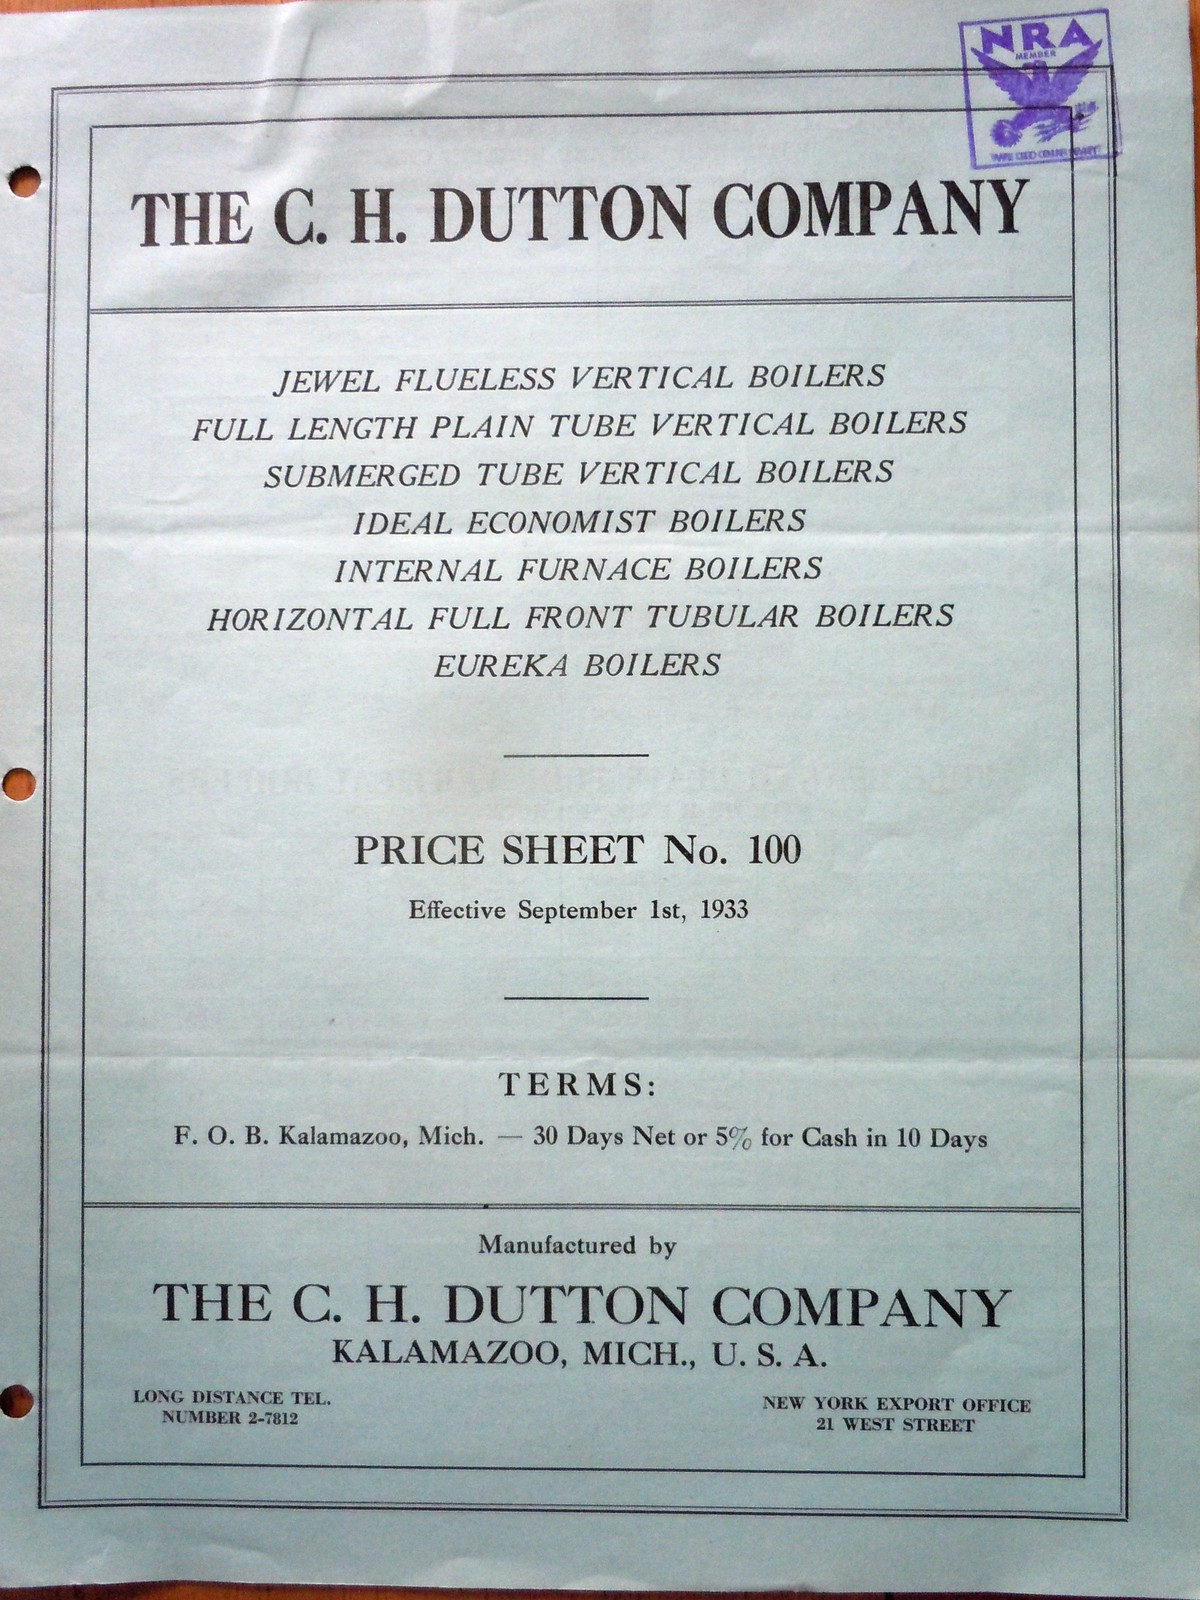 NRA
MEMBER
THE C. H. DUTTON COMPANY
JEWEL FLUELESS VERTICAL BOILERS
FULL LENGTH PLAIN TUBE VERTICAL BOILERS
SUBMERGED TUBE VERTICAL BOILERS
IDEAL ECONOMIST BOILERS
INTERNAL FURNACE BOILERS
HORIZONTAL FULL FRONT TUBULAR BOILERS
EUREKA BOILERS
PRICE SHEET No. 100
Effective September 1st, 1933
TERMS:
F. O. B. Kalamazoo, Mich. — 30 Days Net or 5% for Cash in 10 Days
Manufactured by
THE C. H. DUTTON COMPANY
KALAMAZOO, MICH., U. S. A.
LONG DISTANCE TEL.
NUMBER 2-7812
NEW YORK EXPORT OFFICE
21 WEST STREET